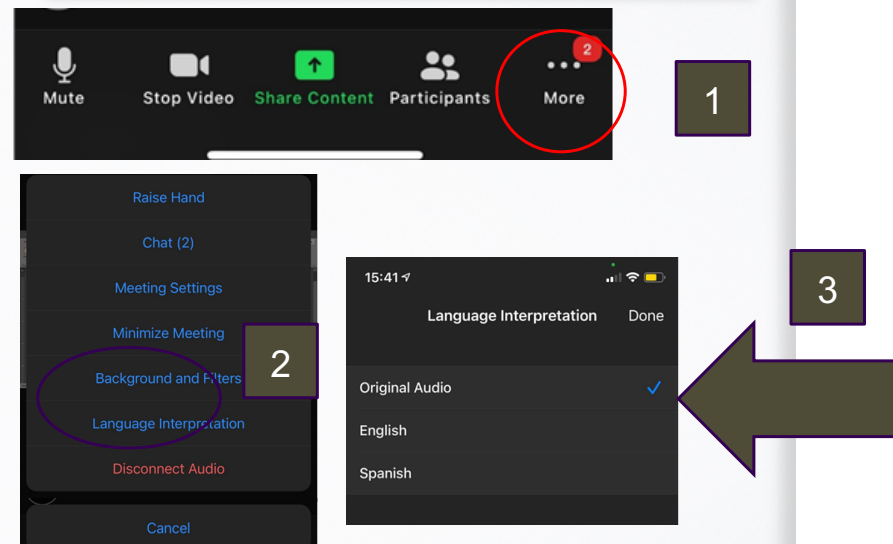 2
Mute Stop Video Share Content Participants More
1
Raise Hand
Chat (2)
Meeting Settings
Minimize Meeting
Background and Filters
Language Interpretation
Disconnect Audio
Cancel
2
15:41
Language Interpretation Done
Original Audio
English
Spanish
3